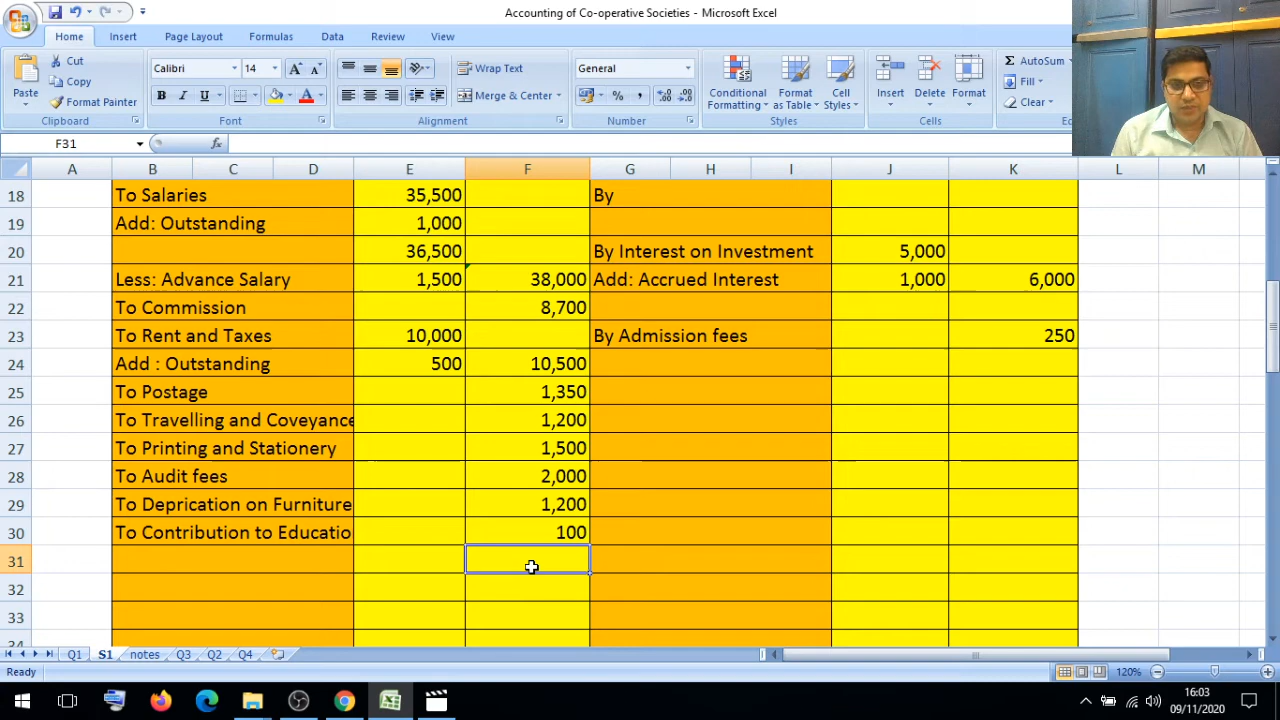 Accounting of Co-operative Societies - Microsoft Excel
Home Insert Page Layout Formulas Data Review View
Cut
Copy
Format Painter
Paste
Clipboard
Calibri 14
B I U
Font
Wrap Text
Merge & Center
Alignment
General
% ,
Number
Conditional Formatting
Format as Table
Cell Styles
Styles
Insert Delete Format
Cells
AutoSum
Fill
Clear
Editing
F31 fx
A B C D E F G H I J K L M
18 To Salaries 35,500 By
19 Add: Outstanding 1,000
20 36,500 By Interest on Investment 5,000
21 Less: Advance Salary 1,500 38,000 Add: Accrued Interest 1,000 6,000
22 To Commission 8,700
23 To Rent and Taxes 10,000 By Admission fees 250
24 Add : Outstanding 500 10,500
25 To Postage 1,350
26 To Travelling and Coveyance 1,200
27 To Printing and Stationery 1,500
28 To Audit fees 2,000
29 To Deprication on Furniture 1,200
30 To Contribution to Educatio 100
31
32
33
34
Q1 S1 notes Q3 Q2 Q4
Ready 120%
16:03
09/11/2020